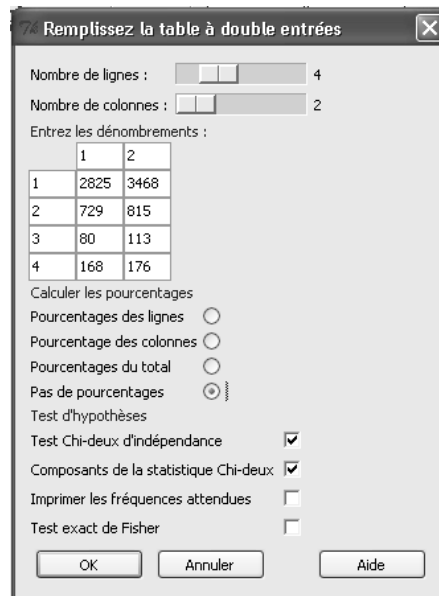 Remplissez la table à double entrées
Nombre de lignes : 4
Nombre de colonnes : 2
Entrez les dénombrements :
1 2
1 2825 3468
2 729 815
3 80 113
4 168 176
Calculer les pourcentages
Pourcentages des lignes
Pourcentage des colonnes
Pourcentages du total
Pas de pourcentages
Test d'hypothèses
Test Chi-deux d'indépendance
Composants de la statistique Chi-deux
Imprimer les fréquences attendues
Test exact de Fisher
OK Annuler Aide